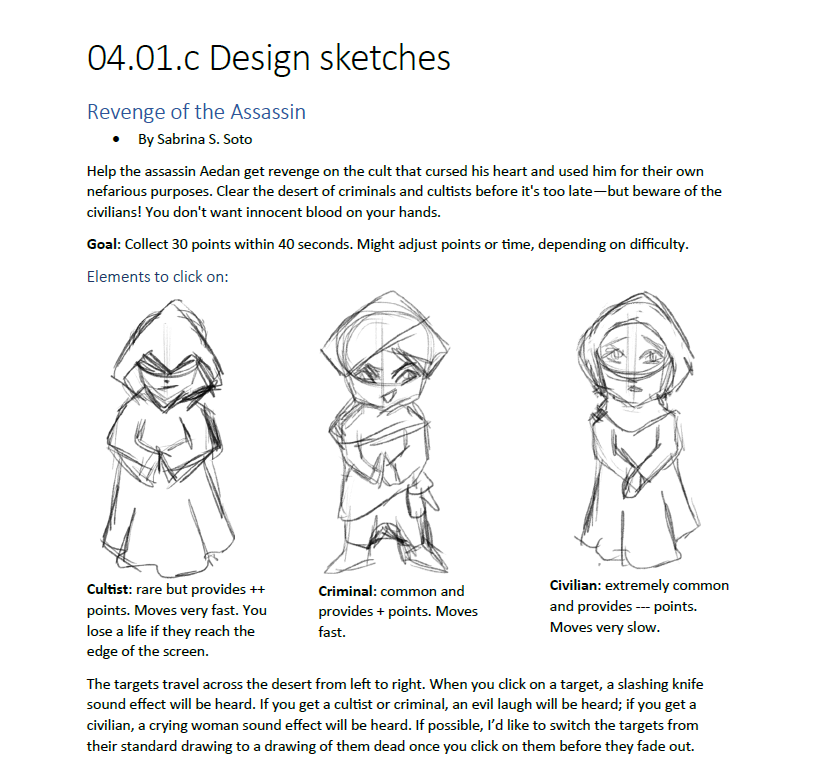 04.01.c Design sketches
Revenge of the Assassin
• By Sabrina S. Soto
Help the assassin Aedan get revenge on the cult that cursed his heart and used him for their own
nefarious purposes. Clear the desert of criminals and cultists before it's too late—but beware of the
civilians! You don't want innocent blood on your hands.
Goal: Collect 30 points within 40 seconds. Might adjust points or time, depending on difficulty.
Elements to click on:
Cultist: rare but provides ++
points. Moves very fast. You
lose a life if they reach the
edge of the screen.
Criminal: common and
provides + points. Moves
fast.
Civilian: extremely common
and provides --- points.
Moves very slow.
The targets travel across the desert from left to right. When you click on a target, a slashing knife
sound effect will be heard. If you get a cultist or criminal, an evil laugh will be heard; if you get a
civilian, a crying woman sound effect will be heard. If possible, I’d like to switch the targets from
their standard drawing to a drawing of them dead once you click on them before they fade out.